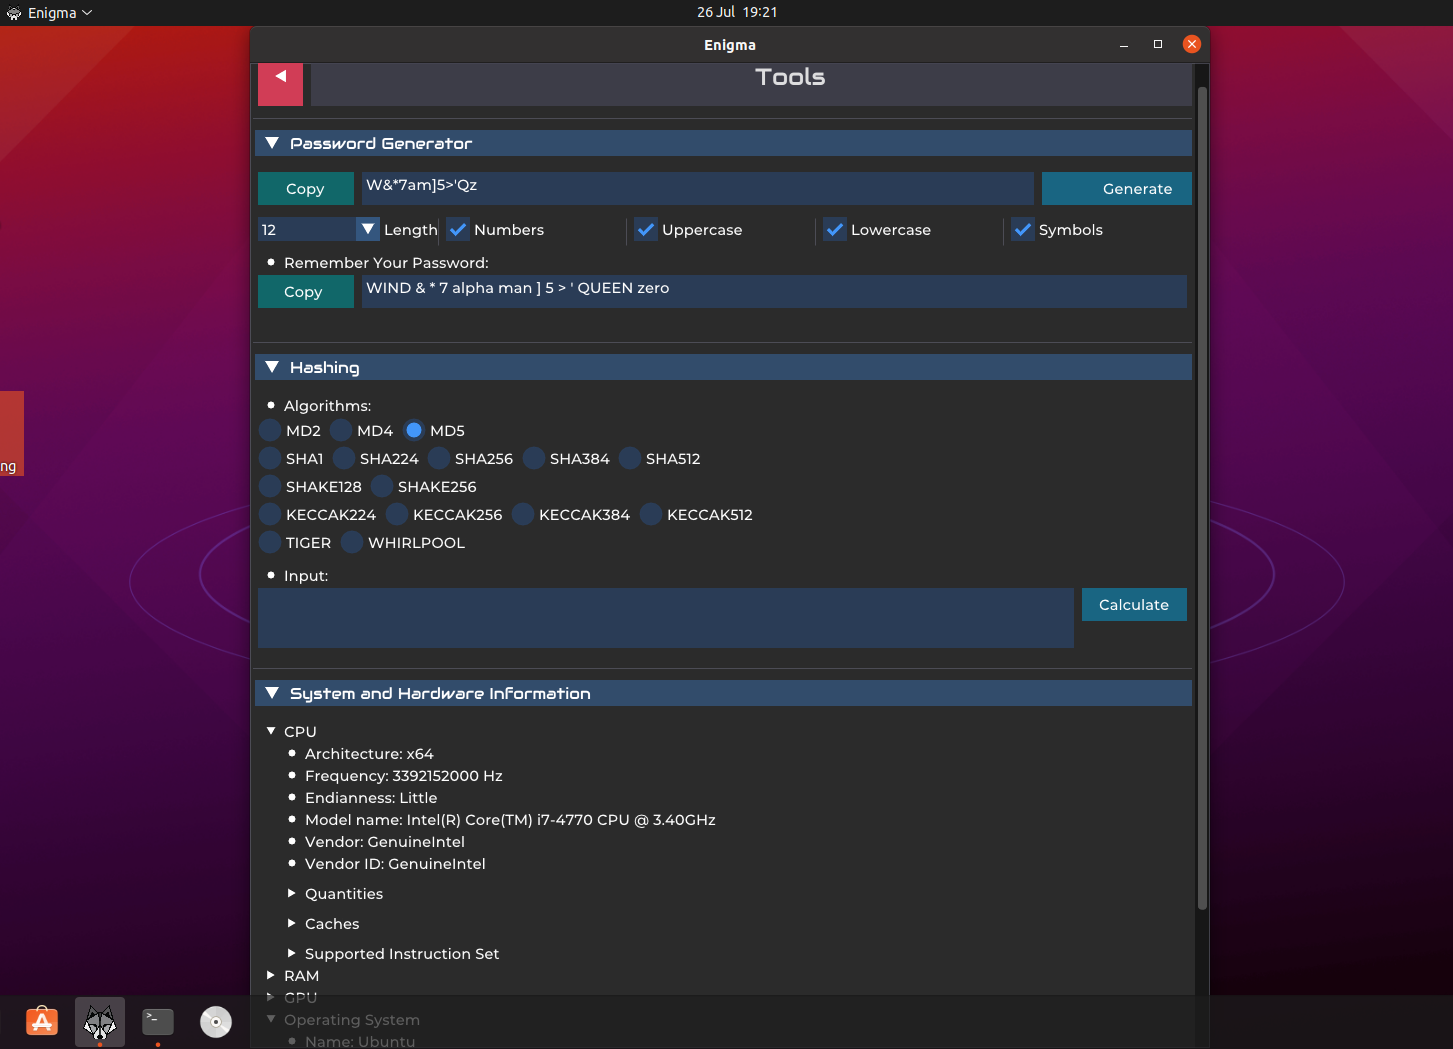 Enigma
26 Jul 19:21
Enigma
Tools
Password Generator
Copy W&*7am]5>'Qz Generate
12 Length Numbers Uppercase Lowercase Symbols
Remember Your Password:
Copy WIND & * 7 alpha man ] 5 > ' QUEEN zero
Hashing
Algorithms:
MD2 MD4 MD5
SHA1 SHA224 SHA256 SHA384 SHA512
ng
SHAKE128 SHAKE256
KECCAK224 KECCAK256 KECCAK384 KECCAK512
TIGER WHIRLPOOL
Input:
Calculate
System and Hardware Information
CPU
Architecture: x64
Frequency: 3392152000 Hz
Endianness: Little
Model name: Intel(R) Core(TM) i7-4770 CPU @ 3.40GHz
Vendor: GenuineIntel
Vendor ID: GenuineIntel
Quantities
Caches
Supported Instruction Set
RAM
GPU
Operating System
Name: Ubuntu